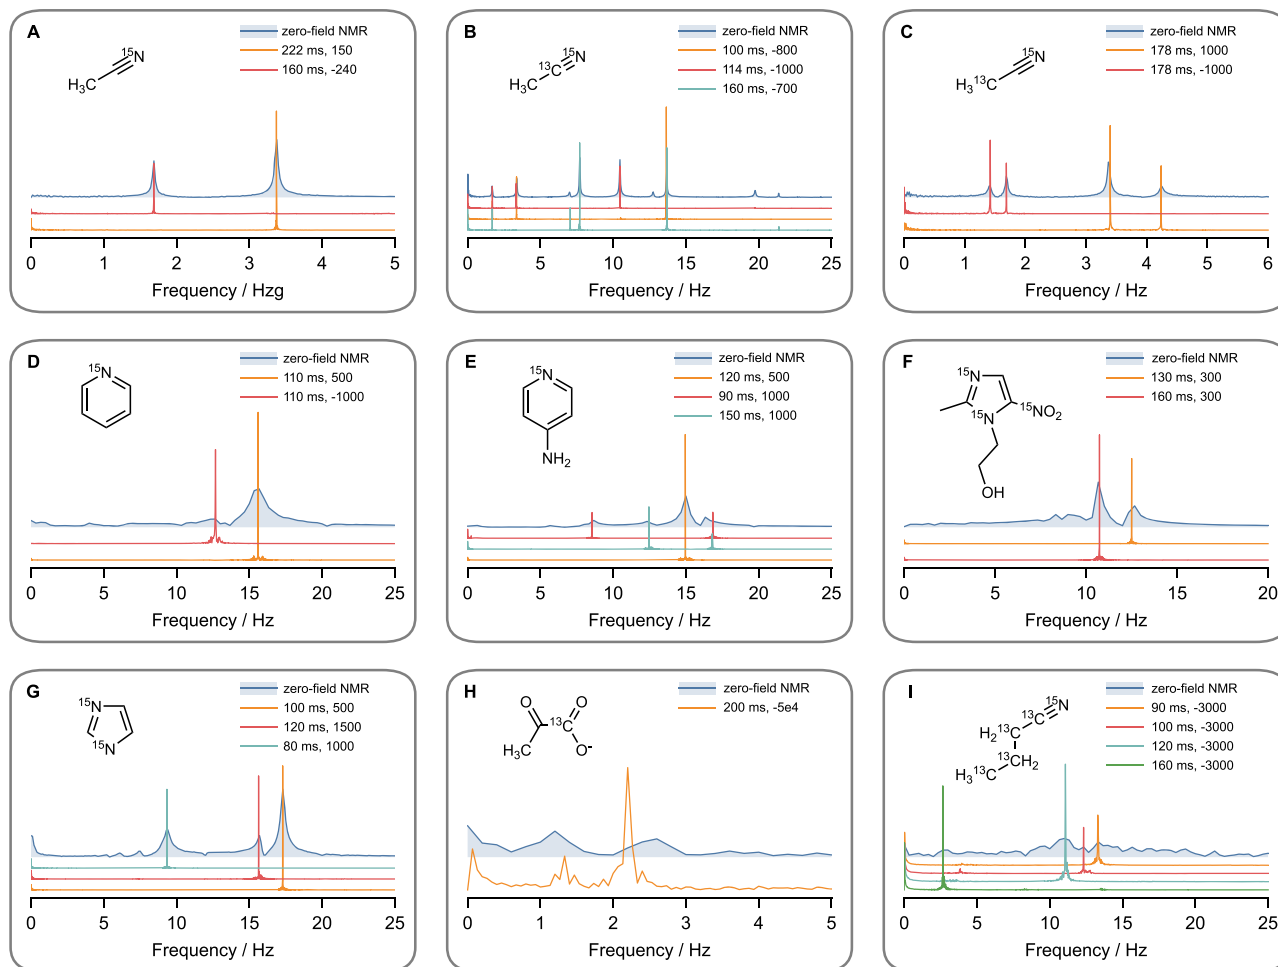 A
zero-field NMR
222 ms, 150
160 ms, -240
15N
H3C
0 1 2 3 4 5
Frequency / Hzg
B
zero-field NMR
100 ms, -800
114 ms, -1000
160 ms, -700
15N
13C
H3C
0 5 10 15 20 25
Frequency / Hz
C
zero-field NMR
178 ms, 1000
178 ms, -1000
15N
H3 13C
0 1 2 3 4 5 6
Frequency / Hz
D
zero-field NMR
110 ms, 500
110 ms, -1000
15N
0 5 10 15 20 25
Frequency / Hz
E
zero-field NMR
120 ms, 500
90 ms, 1000
150 ms, 1000
15N
NH2
0 5 10 15 20 25
Frequency / Hz
F
zero-field NMR
130 ms, 300
160 ms, 300
15N
15N
15NO2
OH
0 5 10 15 20
Frequency / Hz
G
zero-field NMR
100 ms, 500
120 ms, 1500
80 ms, 1000
15N
15N
0 5 10 15 20 25
Frequency / Hz
H
zero-field NMR
200 ms, -5e4
O O
13C
H3C O-
0 1 2 3 4 5
Frequency / Hz
I
zero-field NMR
90 ms, -3000
100 ms, -3000
120 ms, -3000
160 ms, -3000
15N
13C
H2 13C
13CH2
H3 13C
0 5 10 15 20 25
Frequency / Hz